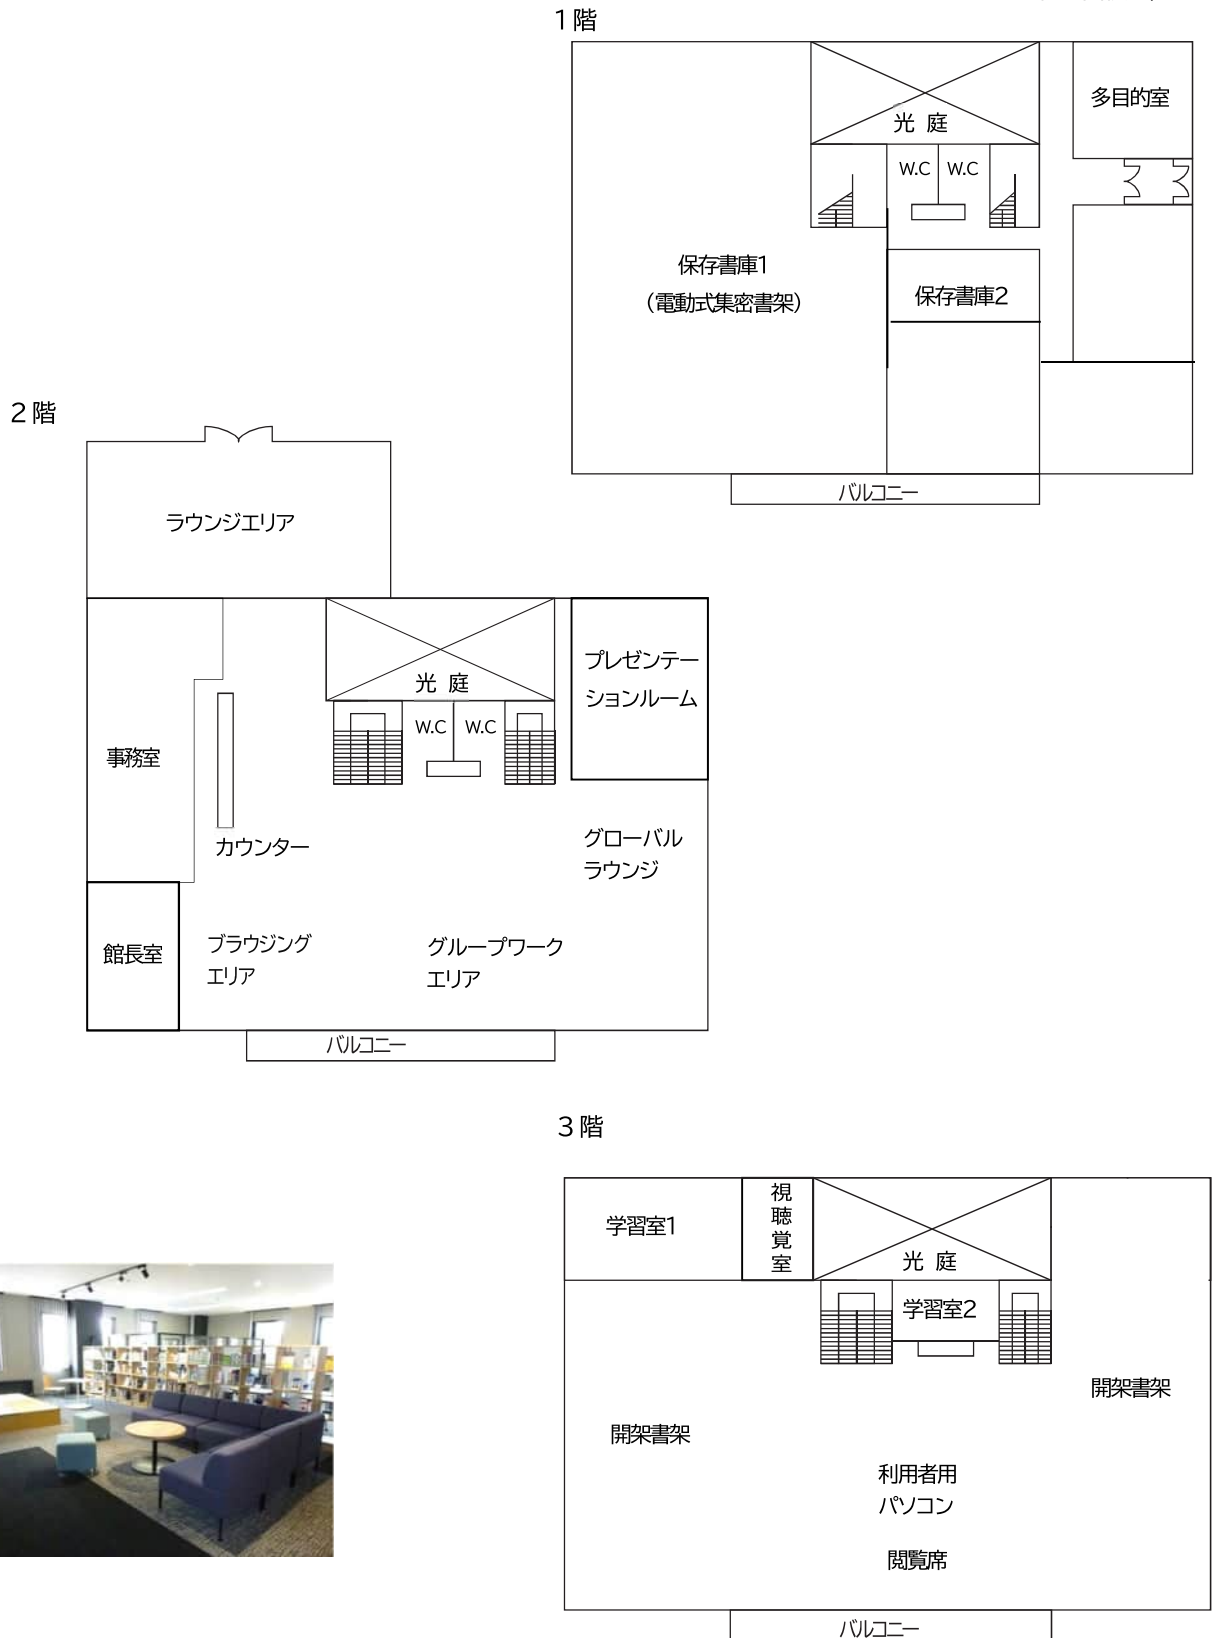 1階
多目的室
光 庭
W.C W.C
保存書庫1
（電動式集密書架）
保存書庫2
バルコニー
2階
ラウンジエリア
光 庭
プレゼンテー
ションルーム
W.C W.C
事務室
カウンター
グローバル
ラウンジ
館長室
ブラウジング
エリア
グループワーク
エリア
バルコニー
3階
学習室1
視聴覚室
光 庭
学習室2
開架書架
開架書架
利用者用
パソコン
閲覧席
バルコニー